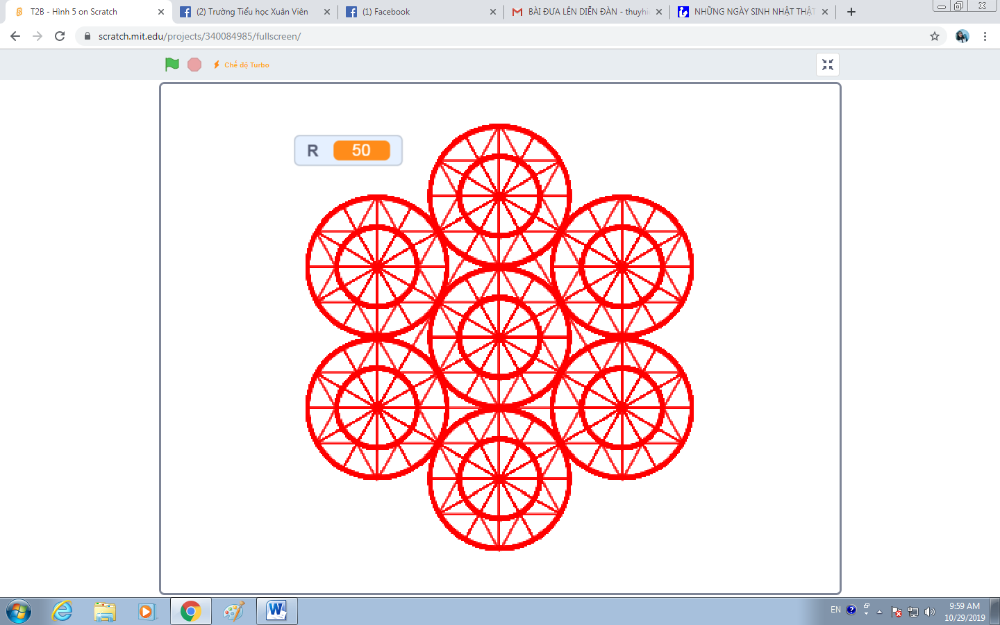 T2B - Hình 5 on Scratch
(2) Trường Tiểu học Xuân Viên
(1) Facebook
BÀI ĐƯA LÊN DIỄN ĐÀN - thuyhi
NHỮNG NGÀY SINH NHẬT THẬT
scratch.mit.edu/projects/340084985/fullscreen/
Chế độ Turbo
R 50
EN
9:59 AM
10/29/2019